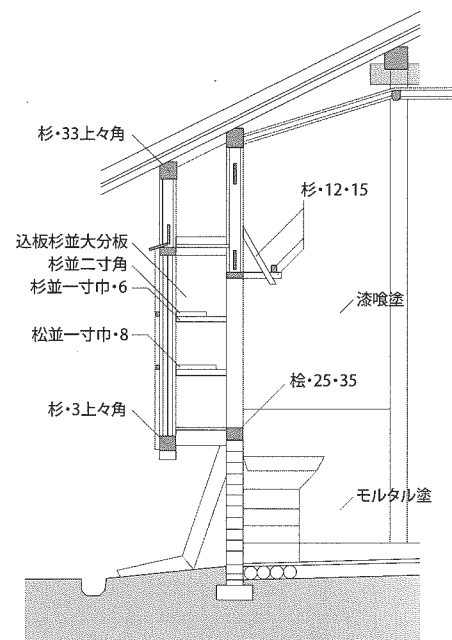 杉・33上々角
杉・12・15
込板杉並大分板
杉並二寸角
杉並一寸巾・6
漆喰塗
松並一寸巾・8
桧・25・35
杉・3上々角
モルタル塗